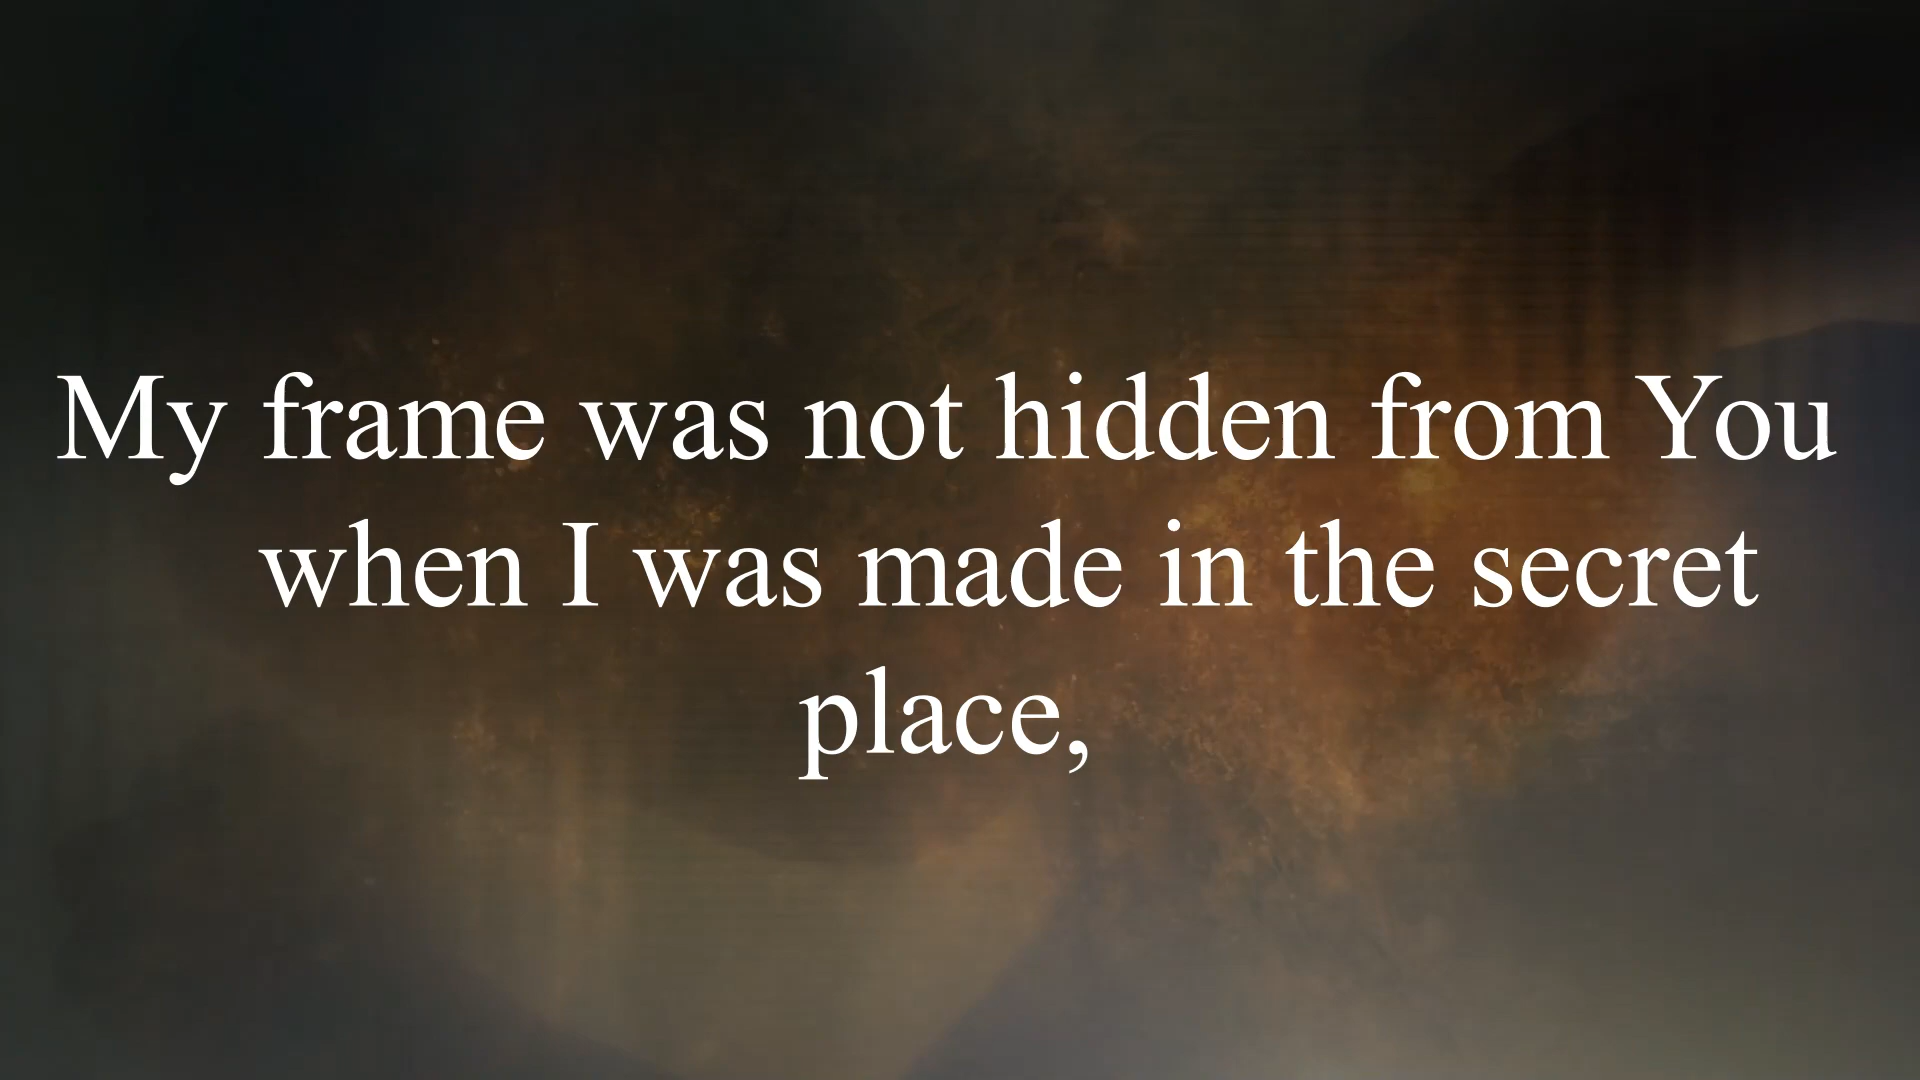 My frame was not hidden from You
when I was made in the secret
place,